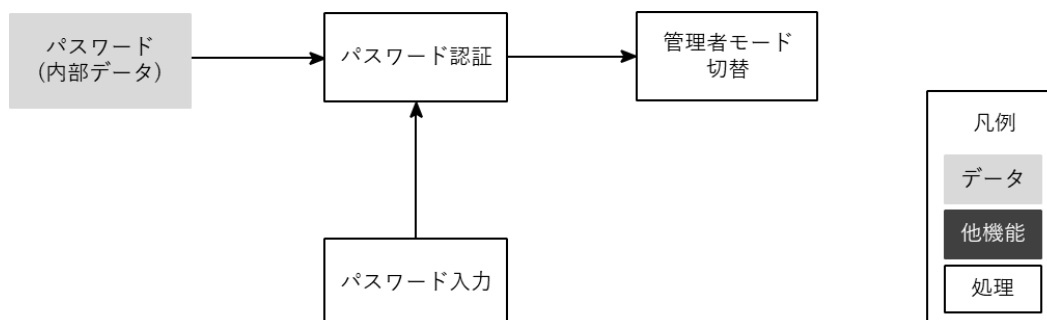 パスワード
(内部データ)
パスワード認証
管理者モード
切替
パスワード入力
凡例
データ
他機能
処理